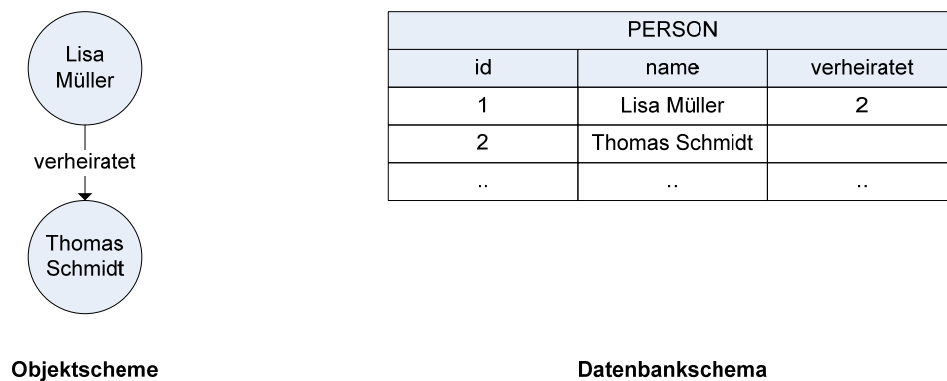 Lisa
Müller
verheiratet
Thomas
Schmidt
Objektscheme
PERSON
id name verheiratet
1 Lisa Müller 2
2 Thomas Schmidt
.. .. ..
Datenbankschema